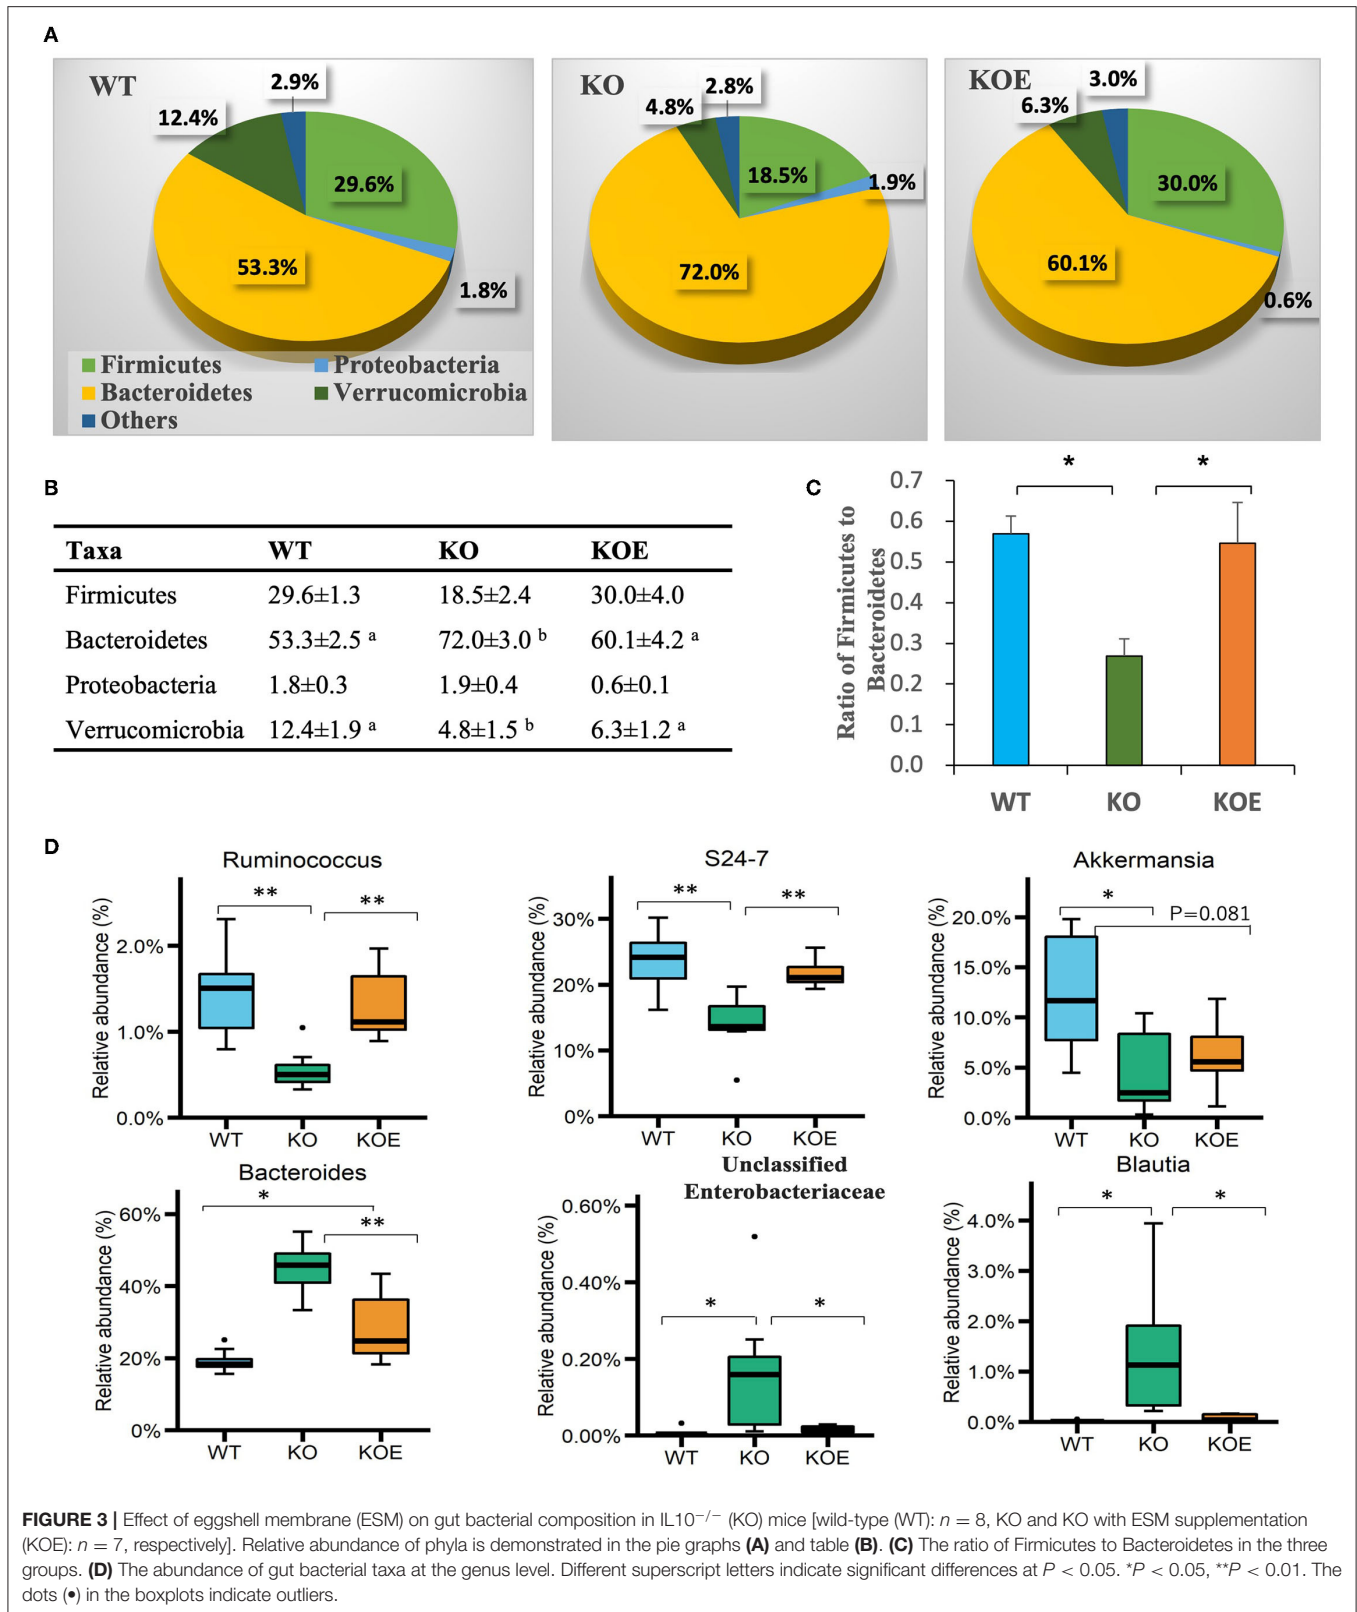 A
WT
2.9%
12.4%
29.6%
53.3%
1.8%
Firmicutes
Proteobacteria
Bacteroidetes
Verrucomicrobia
Others
KO
4.8%
2.8%
18.5%
1.9%
72.0%
KOE
6.3%
3.0%
30.0%
60.1%
0.6%
B
Taxa WT KO KOE
Firmicutes 29.6±1.3 18.5±2.4 30.0±4.0
Bacteroidetes 53.3±2.5 a 72.0±3.0 b 60.1±4.2 a
Proteobacteria 1.8±0.3 1.9±0.4 0.6±0.1
Verrucomicrobia 12.4±1.9 a 4.8±1.5 b 6.3±1.2 a
C
Ratio of Firmicutes to
Bacteroidetes
0.7
0.6
0.5
0.4
0.3
0.2
0.1
0.0
* *
WT KO KOE
D
Ruminococcus
Relative abundance (%)
2.0%
1.0%
0.0%
** **
WT KO KOE
S24-7
Relative abundance (%)
30%
20%
10%
0%
** **
WT KO KOE
Akkermansia
Relative abundance (%)
20.0%
15.0%
10.0%
5.0%
0.0%
*
P=0.081
WT KO KOE
Bacteroides
Relative abundance (%)
60%
40%
20%
0%
*
**
WT KO KOE
Unclassified
Enterobacteriaceae
Relative abundance (%)
0.60%
0.40%
0.20%
0.00%
* *
WT KO KOE
Blautia
Relative abundance (%)
4.0%
3.0%
2.0%
1.0%
0.0%
* *
WT KO KOE
FIGURE 3 | Effect of eggshell membrane (ESM) on gut bacterial composition in IL10−/− (KO) mice [wild-type (WT): n = 8, KO and KO with ESM supplementation
(KOE): n = 7, respectively]. Relative abundance of phyla is demonstrated in the pie graphs (A) and table (B). (C) The ratio of Firmicutes to Bacteroidetes in the three
groups. (D) The abundance of gut bacterial taxa at the genus level. Different superscript letters indicate significant differences at P < 0.05. *P < 0.05, **P < 0.01. The
dots (•) in the boxplots indicate outliers.